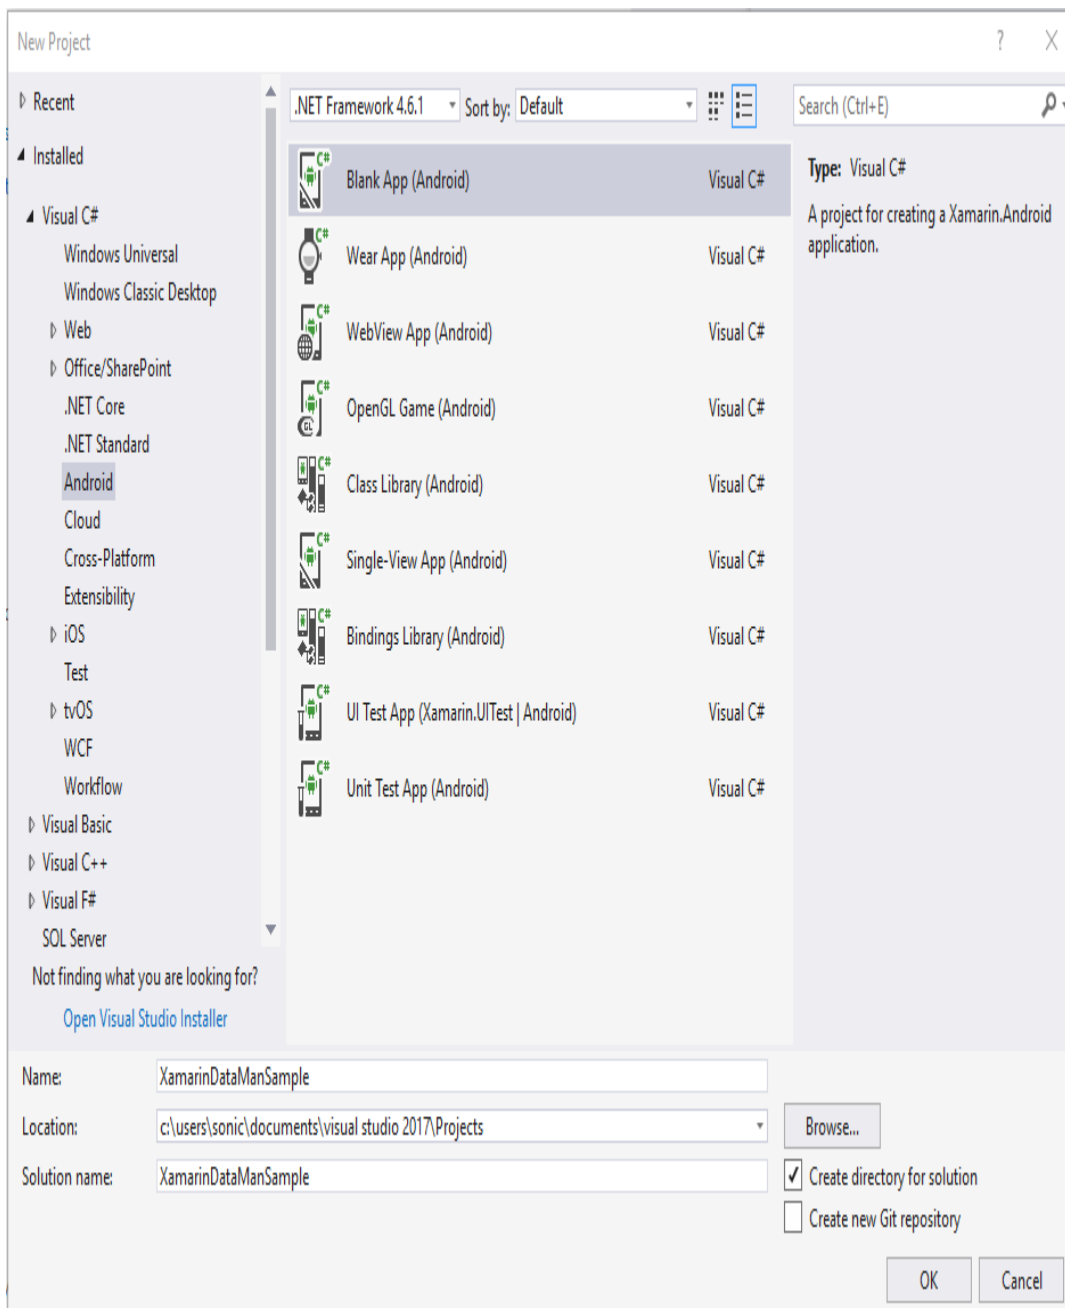 New Project
?
Recent
Installed
Visual C#
Windows Universal
Windows Classic Desktop
Web
Office/SharePoint
.NET Core
.NET Standard
Android
Cloud
Cross-Platform
Extensibility
iOS
Test
tvOS
WCF
Workflow
Visual Basic
Visual C++
Visual F#
SQL Server
Not finding what you are looking for?
Open Visual Studio Installer
.NET Framework 4.6.1
Sort by: Default
Blank App (Android) Visual C#
Wear App (Android) Visual C#
WebView App (Android) Visual C#
OpenGL Game (Android) Visual C#
Class Library (Android) Visual C#
Single-View App (Android) Visual C#
Bindings Library (Android) Visual C#
UI Test App (Xamarin.UITest | Android) Visual C#
Unit Test App (Android) Visual C#
Search (Ctrl+E)
Type: Visual C#
A project for creating a Xamarin.Android
application.
Name: XamarinDataManSample
Location: c:\users\sonic\documents\visual studio 2017\Projects
Browse...
Solution name: XamarinDataManSample
Create directory for solution
Create new Git repository
OK
Cancel